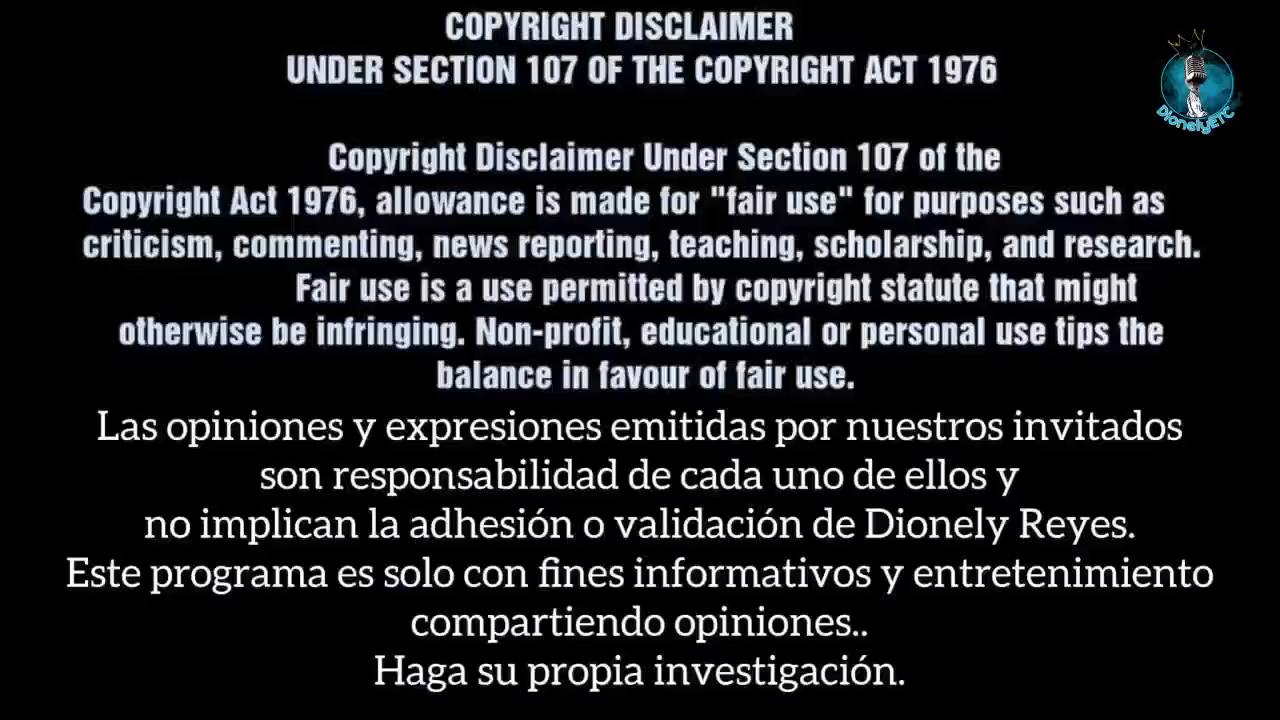 COPYRIGHT DISCLAIMER
UNDER SECTION 107 OF THE COPYRIGHT ACT 1976
DionelyETC
Copyright Disclaimer Under Section 107 of the
Copyright Act 1976, allowance is made for "fair use" for purposes such as
criticism, commenting, news reporting, teaching, scholarship, and research.
Fair use is a use permitted by copyright statute that might
otherwise be infringing. Non-profit, educational or personal use tips the
balance in favour of fair use.
Las opiniones y expresiones emitidas por nuestros invitados
son responsabilidad de cada uno de ellos y
no implican la adhesión o validación de Dionely Reyes.
Este programa es solo con fines informativos y entretenimiento
compartiendo opiniones..
Haga su propia investigación.